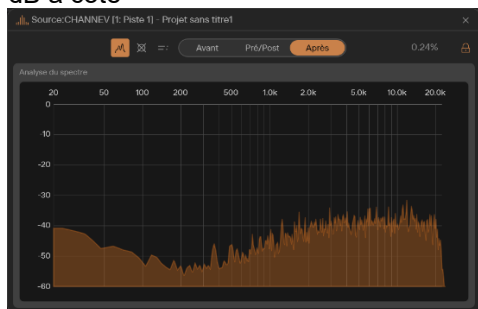 dB à côté
Source:CHANNEV [1: Piste 1] - Projet sans titre1
Avant Pré/Post Après 0.24%
Analyse du spectre
20 50 100 200 500 1.0k 2.0k 5.0k 10.0k 20.0k
0
-10
-20
-30
-40
-50
-60